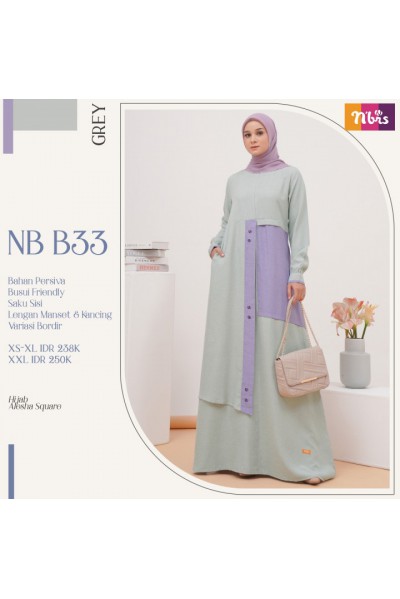 GREY
Nbrs
NB B33
Bahan Persiva
Busui Friendly
Saku Sisi
Lengan Manset & Kancing
Variasi Bordir
XS-XL IDR 238K
XXL IDR 250K
Hijab
Alesha Square